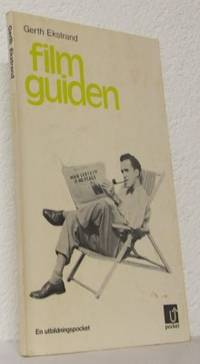 Gerth Ekstrand
film
guiden
En utbildningspocket
pocket
Gerth Ekstrand